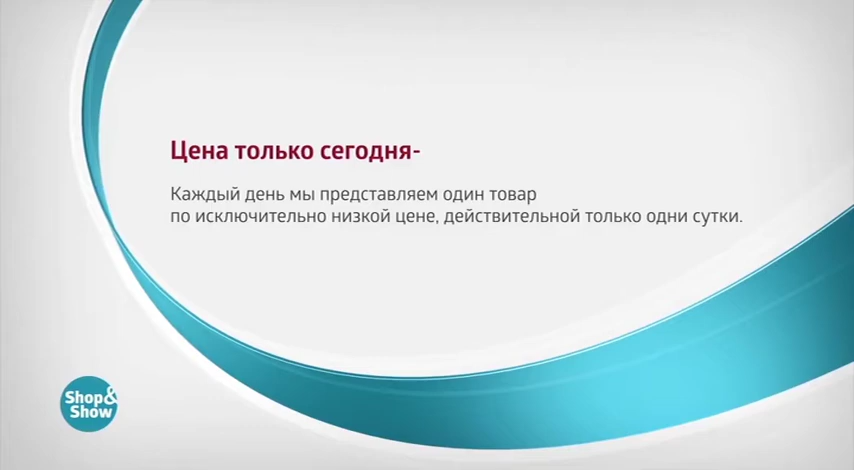 Цена только сегодня-
Каждый день мы представляем один товар
по исключительно низкой цене, действительной только одни сутки.
Shop&
Show